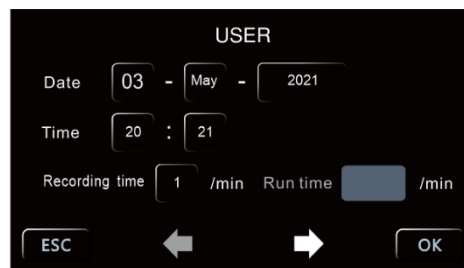 USER
Date 03 - May - 2021
Time 20 : 21
Recording time 1 /min Run time /min
ESC OK